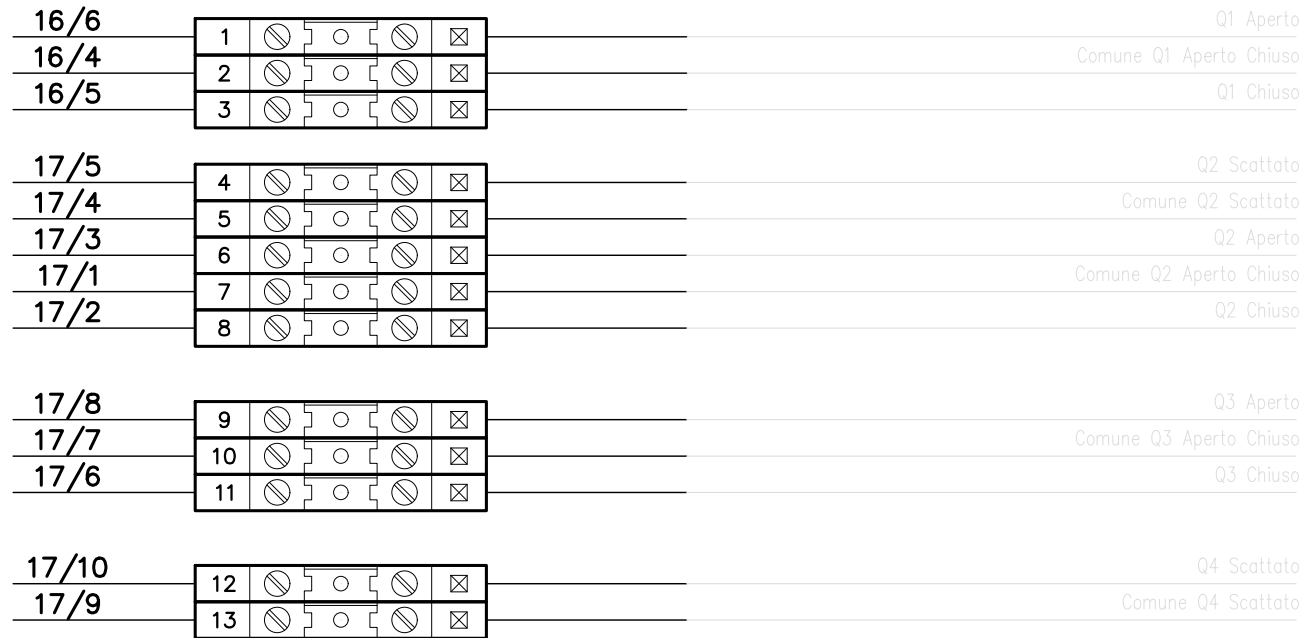 16/6 1 Q1 Aperto
16/4 2 Comune Q1 Aperto Chiuso
16/5 3 Q1 Chiuso
17/5 4 Q2 Scattato
17/4 5 Comune Q2 Scattato
17/3 6 Q2 Aperto
17/1 7 Comune Q2 Aperto Chiuso
17/2 8 Q2 Chiuso
17/8 9 Q3 Aperto
17/7 10 Comune Q3 Aperto Chiuso
17/6 11 Q3 Chiuso
17/10 12 Q4 Scattato
17/9 13 Comune Q4 Scattato